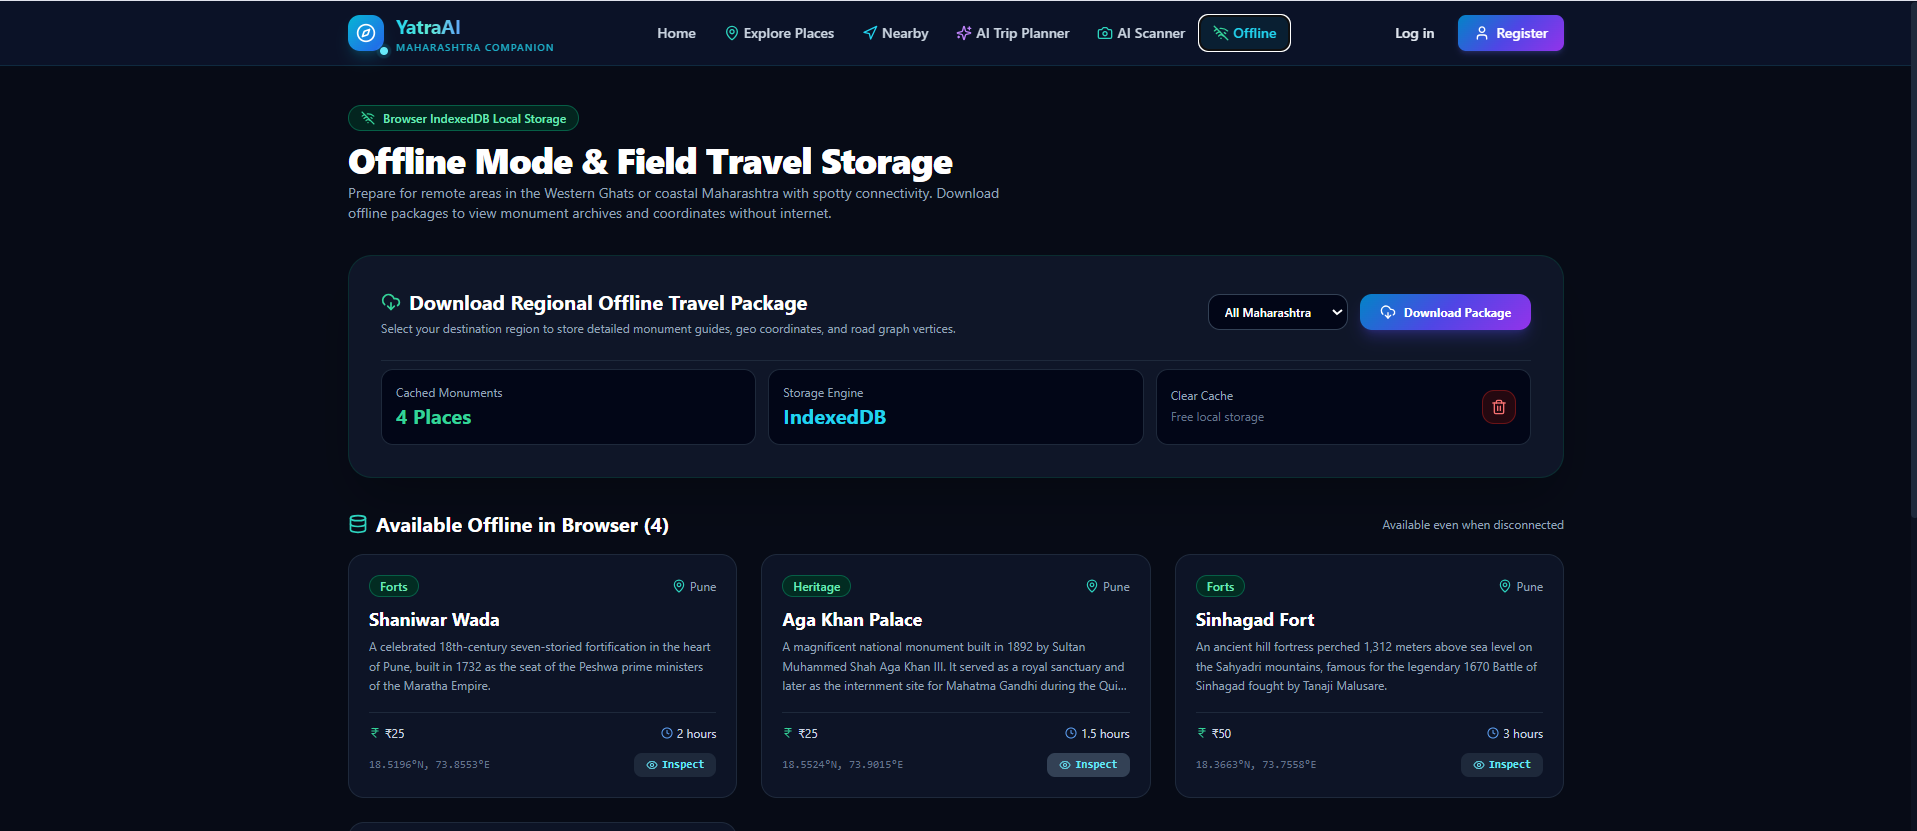 YatraAI
MAHARASHTRA COMPANION
Home
Explore Places
Nearby
AI Trip Planner
AI Scanner
Offline
Log in
Register
Browser IndexedDB Local Storage
Offline Mode & Field Travel Storage
Prepare for remote areas in the Western Ghats or coastal Maharashtra with spotty connectivity. Download
offline packages to view monument archives and coordinates without internet.
Download Regional Offline Travel Package
Select your destination region to store detailed monument guides, geo coordinates, and road graph vertices.
All Maharashtra
Download Package
Cached Monuments
4 Places
Storage Engine
IndexedDB
Clear Cache
Free local storage
Available Offline in Browser (4)
Available even when disconnected
Forts
Pune
Shaniwar Wada
A celebrated 18th-century seven-storied fortification in the heart
of Pune, built in 1732 as the seat of the Peshwa prime ministers
of the Maratha Empire.
₹ ₹25
2 hours
18.5196°N, 73.8553°E
Inspect
Heritage
Pune
Aga Khan Palace
A magnificent national monument built in 1892 by Sultan
Muhammed Shah Aga Khan III. It served as a royal sanctuary and
later as the internment site for Mahatma Gandhi during the Qui...
₹ ₹25
1.5 hours
18.5524°N, 73.9015°E
Inspect
Forts
Pune
Sinhagad Fort
An ancient hill fortress perched 1,312 meters above sea level on
the Sahyadri mountains, famous for the legendary 1670 Battle of
Sinhagad fought by Tanaji Malusare.
₹ ₹50
3 hours
18.3663°N, 73.7558°E
Inspect